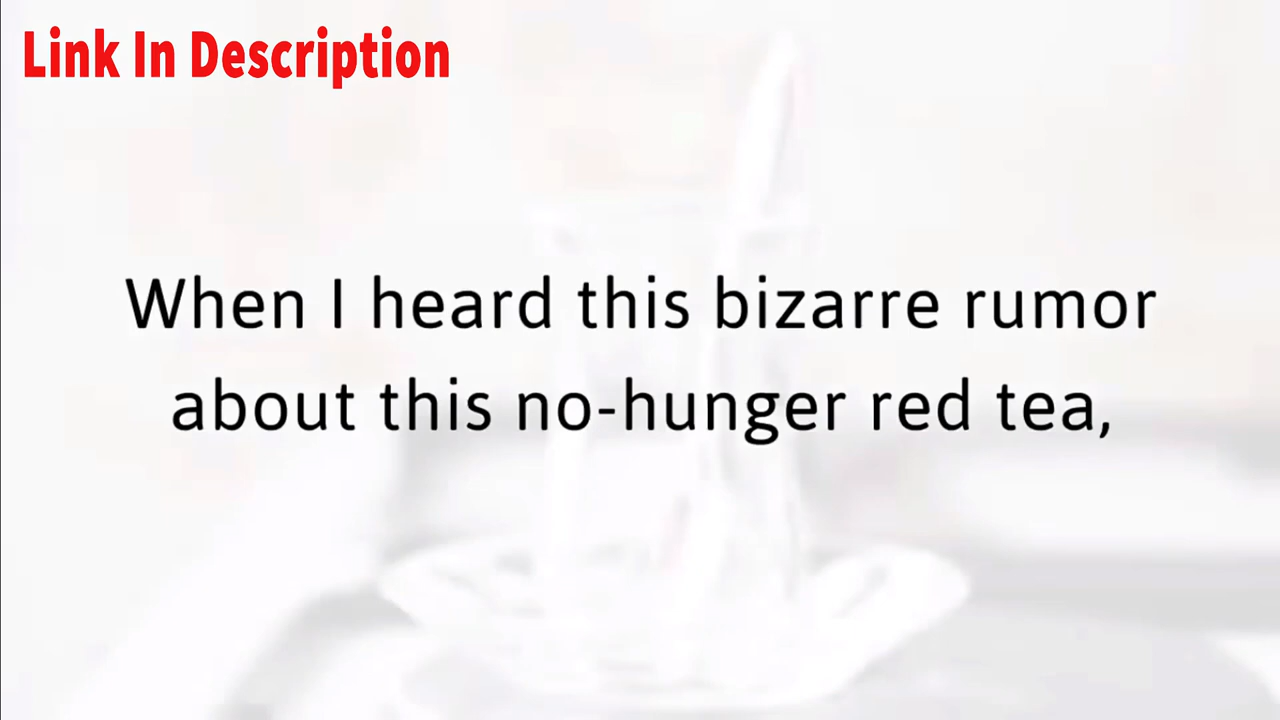 Link In Description
When I heard this bizarre rumor
about this no-hunger red tea,